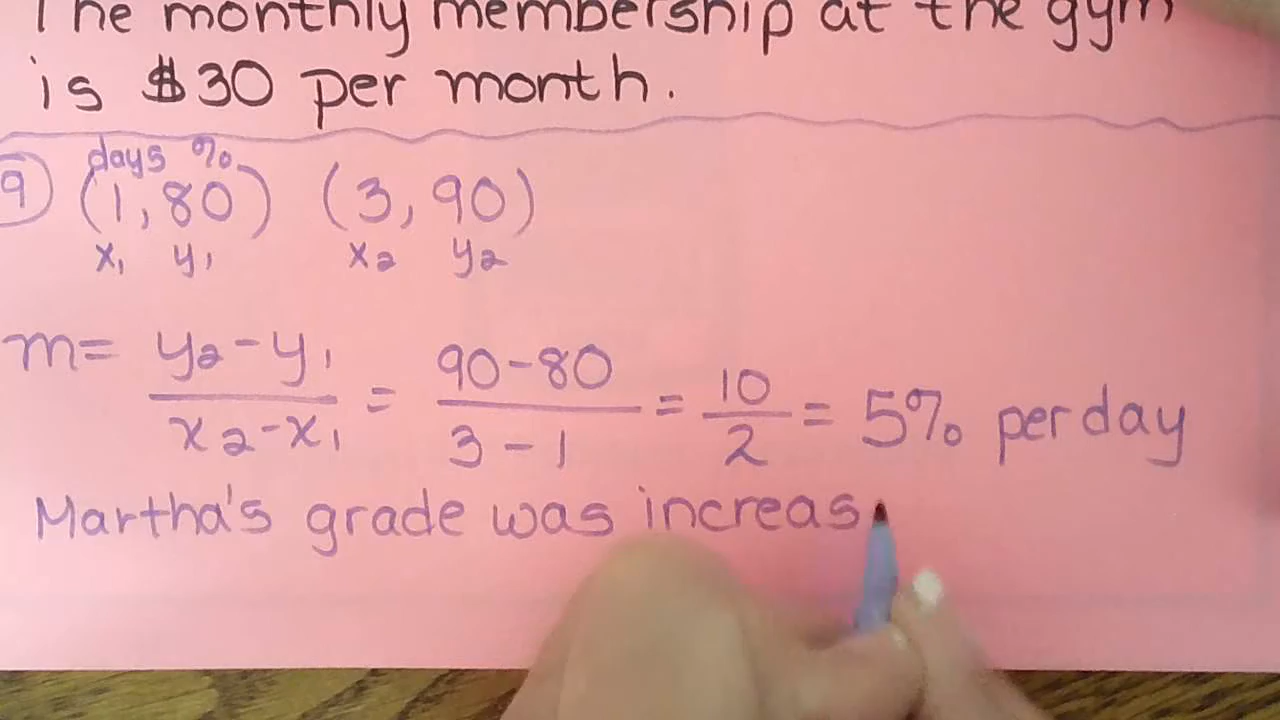 The monthly membership at the gym
is $30 per month.
days %
9 (1, 80) (3, 90)
x₁ y₁ x₂ y₂
m = y₂-y₁ / x₂-x₁ = 90-80 / 3-1 = 10/2 = 5% per day
Martha's grade was increas